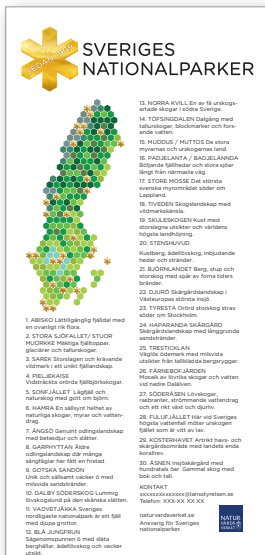 SEDAN 1909
SVERIGES
NATIONALPARKER
1. ABISKO Lättillgänglig fjälldal med
en ovanligt rik flora.
2. STORA SJÖFALLET/ STUOR
MUORKKE Mäktiga fjälltoppar,
glaciärer och tallurskogar.
3. SAREK Storslagen och krävande
vildmark i ett unikt fjällandskap.
4. PIELJEKAISE
Vidsträckta orörda fjällbjörkskogar.
5. SONFJÄLLET Lågfjäll och
naturskog med gott om björn.
6. HAMRA En sällsynt helhet av
naturliga skogar, myrar och vatten-
drag.
7. ÄNGSÖ Genuint odlingslandskap
med betesdjur och slåtter.
8. GARPHYTTAN Äldre
odlingslandskap där många
sångfåglar har fått en fristad.
9. GOTSKA SANDÖN
Unik och sällsamt vacker ö med
milsvida sandstränder.
10. DALBY SÖDERSKOG Lummig
lövskogslund på den skånska slätten.
11. VADVETJÅKKA Sveriges
nordligaste nationalpark är ett fjäll
med djupa grottor.
12. BLÅ JUNGFRUN
Sägenomspunnen ö med släta
berghällar, ädellövskog och vacker
utsikt.
13. NORRA KVILL En av få urskogs-
artade skogar i södra Sverige.
14. TÖFSINGDALEN Dalgång med
tallurskogar, blockmarker och fors-
ande vatten.
15. MUDDUS / MUTTOS De stora
myrarnas och urskogarnas land.
16. PADJELANTA / BADJELÁNNDA
Böljande fjällhedar och stora sjöar
långt från närmaste väg.
17. STORE MOSSE Det största
svenska myrområdet söder om
Lappland.
18. TIVEDEN Skogslandskap med
vildmarkskänsla.
19. SKULESKOGEN Kust med
storslagna utsikter och världens
högsta landhöjning.
20. STENSHUVUD
Kustberg, ädellövskog, inbjudande
hedar och stränder.
21. BJÖRNLANDET Berg, stup och
storskog med spår av forna tiders
bränder.
22. DJURÖ Skärgårdslandskap i
Västeuropas största insjö.
23. TYRESTA Orörd storskog strax
söder om Stockholm.
24. HAPARANDA SKÄRGÅRD
Skärgårdslandskap med långgrunda
sandstränder.
25. TRESTICKLAN
Väglös ödemark med milsvida
utsikter från tallklädda bergryggar.
26. FÄRNEBOFJÄRDEN
Mosaik av lövrika skogar och vatten
vid nedre Dalälven.
27. SÖDERÅSEN Lövskogar,
rasbranter, strömmande vattendrag
och ett rikt växt och djurliv.
28. FULUFJÄLLET Här vid Sveriges
högsta vattenfall möter urskogen
fjället som är vitt av lav.
29. KOSTERHAVET Artrikt havs- och
skärgårdsområde med landets enda
korallrev.
30. ÅSNEN Insjöskärgård med
hundratals öar. Gammal skog med
bok och tall.
KONTAKT
xxxxxxxxxxxxx@lansstyrelsen.se
Telefon: XXX-XX XX XX
naturvardsverket.se
Ansvarig för Sveriges
nationalparker.
NATUR
VÅRDS
VERKET